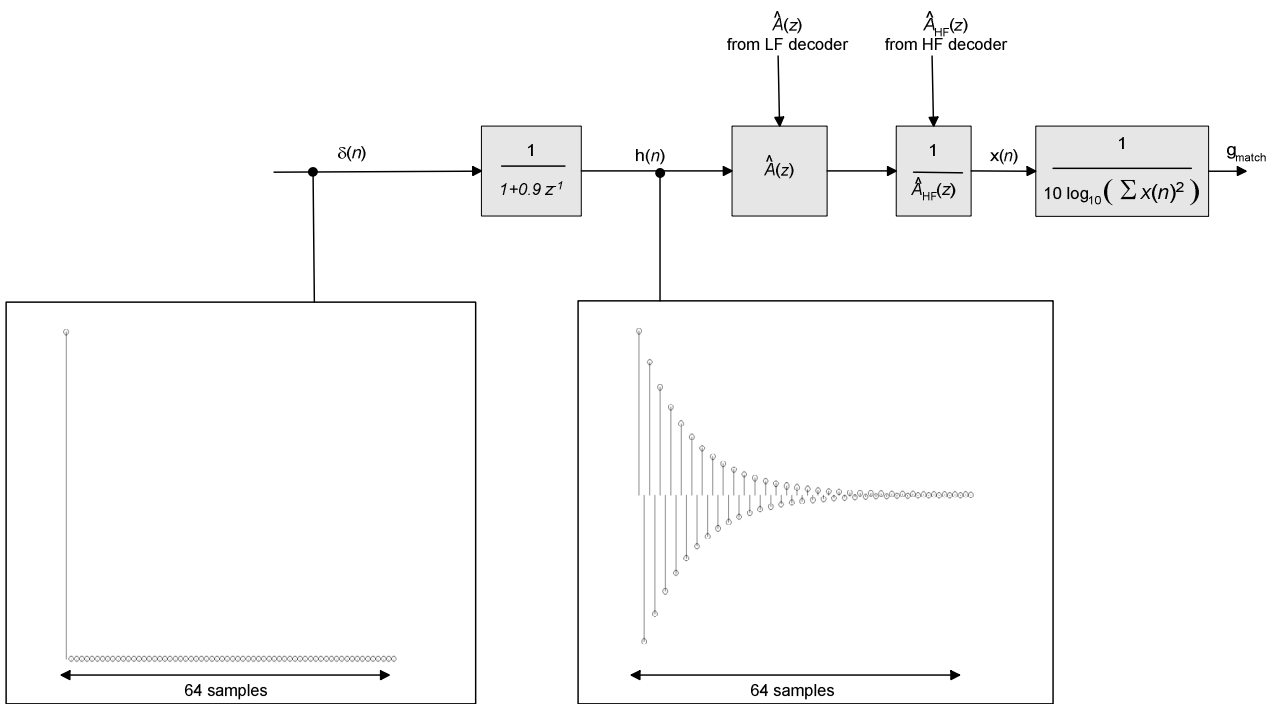 Â(z)
from LF decoder
Â_HF(z)
from HF decoder
δ(n)
1
1+0.9 z⁻¹
h(n)
Â(z)
1
Â_HF(z)
x(n)
1
10 log₁₀( Σ x(n)² )
g_match
64 samples
64 samples